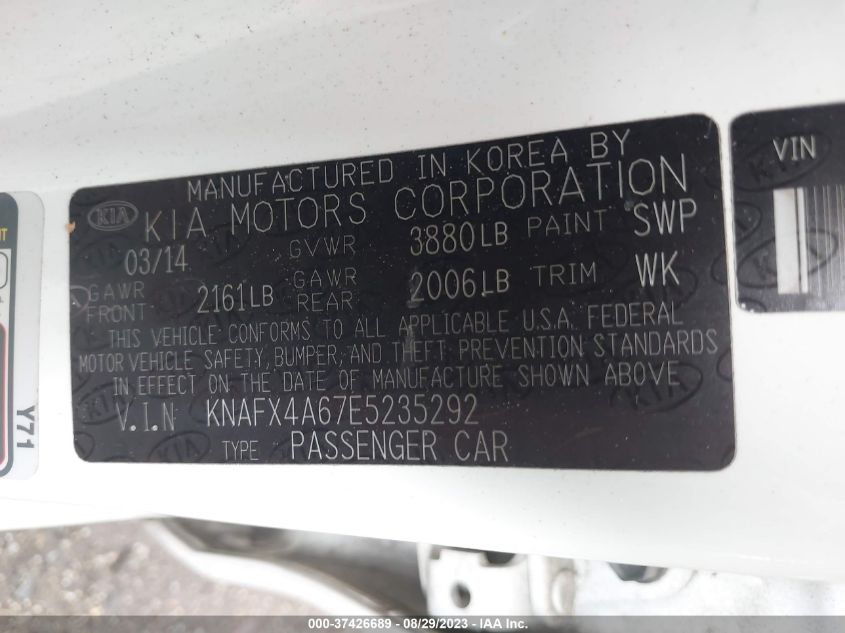 MANUFACTURED IN KOREA BY
KIA KIA MOTORS CORPORATION
03/14 GVWR 3880LB PAINT SWP
GAWR FRONT 2161LB GAWR REAR 2006LB TRIM WK
THIS VEHICLE CONFORMS TO ALL APPLICABLE U.S.A. FEDERAL
MOTOR VEHICLE SAFETY, BUMPER, AND THEFT PREVENTION STANDARDS
IN EFFECT ON THE DATE OF MANUFACTURE SHOWN ABOVE
V.I.N KNAFX4A67E5235292
TYPE PASSENGER CAR
VIN
Y71
000-37426689 - 08/29/2023 - © IAA Holdings, LLC.